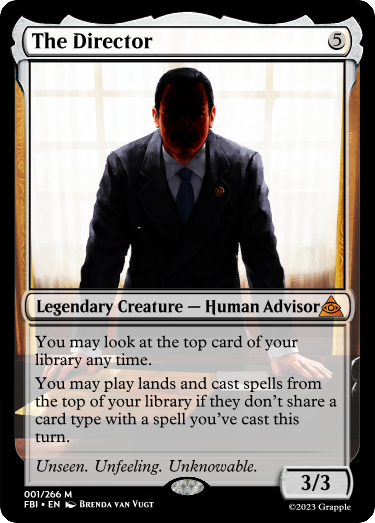 The Director 5
Legendary Creature — Human Advisor
You may look at the top card of your
library any time.
You may play lands and cast spells from
the top of your library if they don't share a
card type with a spell you've cast this
turn.
Unseen. Unfeeling. Unknowable.
3/3
001/266 M
FBI • EN Brenda van Vugt
©2023 Grapple